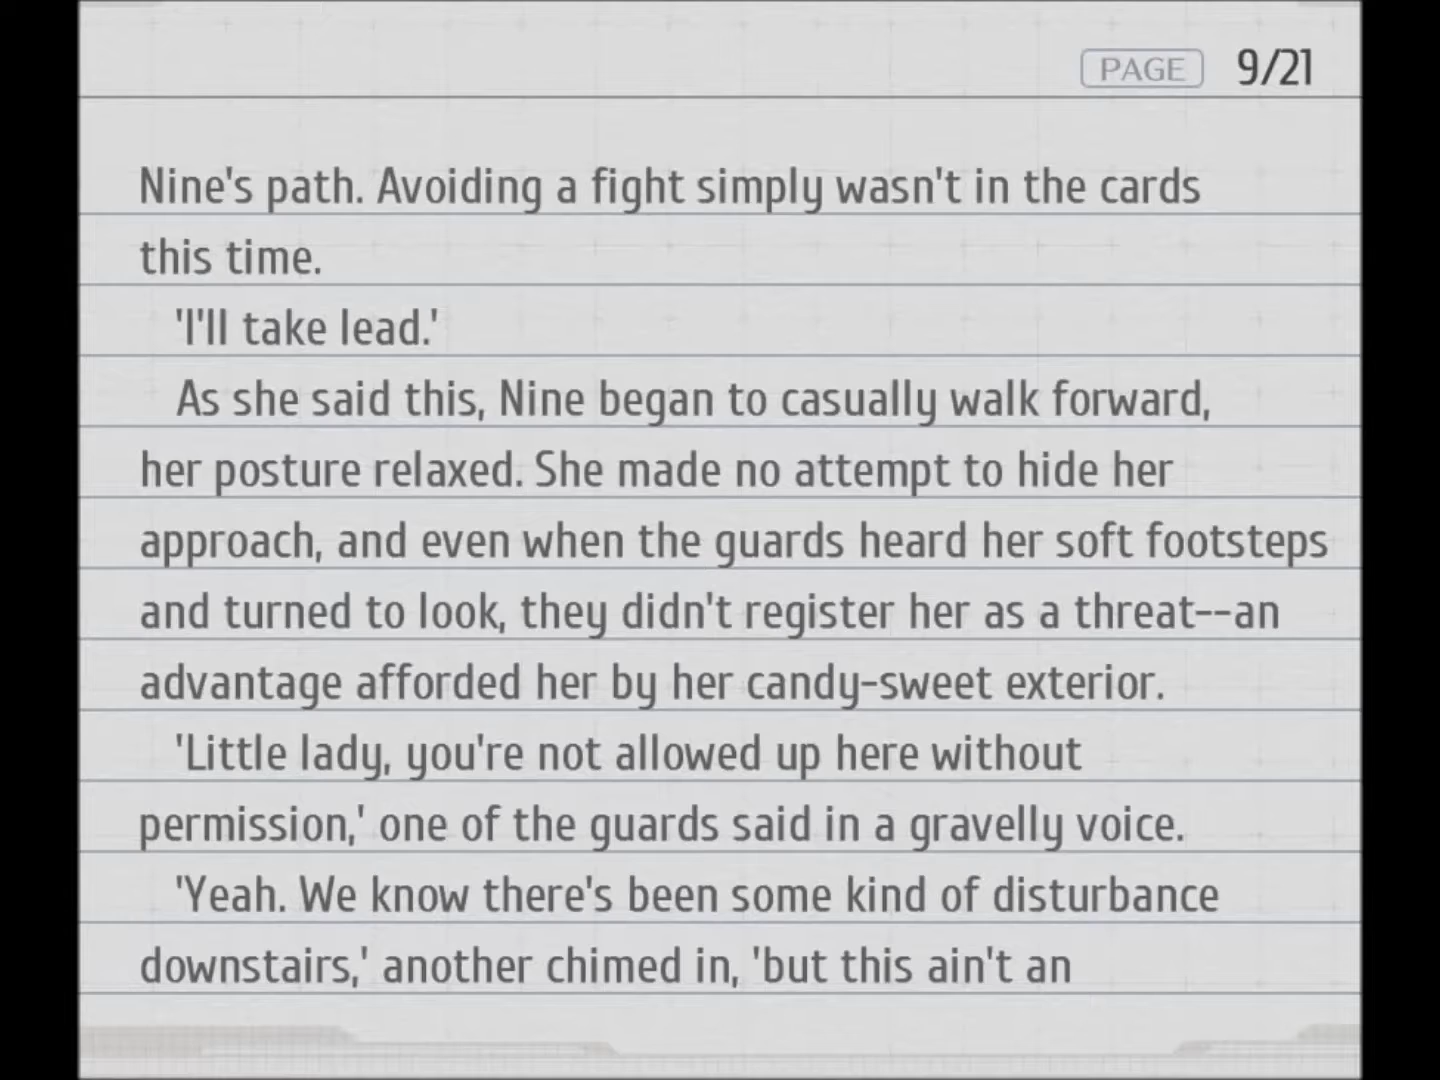 PAGE 9/21
Nine's path. Avoiding a fight simply wasn't in the cards
this time.
'I'll take lead.'
As she said this, Nine began to casually walk forward,
her posture relaxed. She made no attempt to hide her
approach, and even when the guards heard her soft footsteps
and turned to look, they didn't register her as a threat--an
advantage afforded her by her candy-sweet exterior.
'Little lady, you're not allowed up here without
permission,' one of the guards said in a gravelly voice.
'Yeah. We know there's been some kind of disturbance
downstairs,' another chimed in, 'but this ain't an